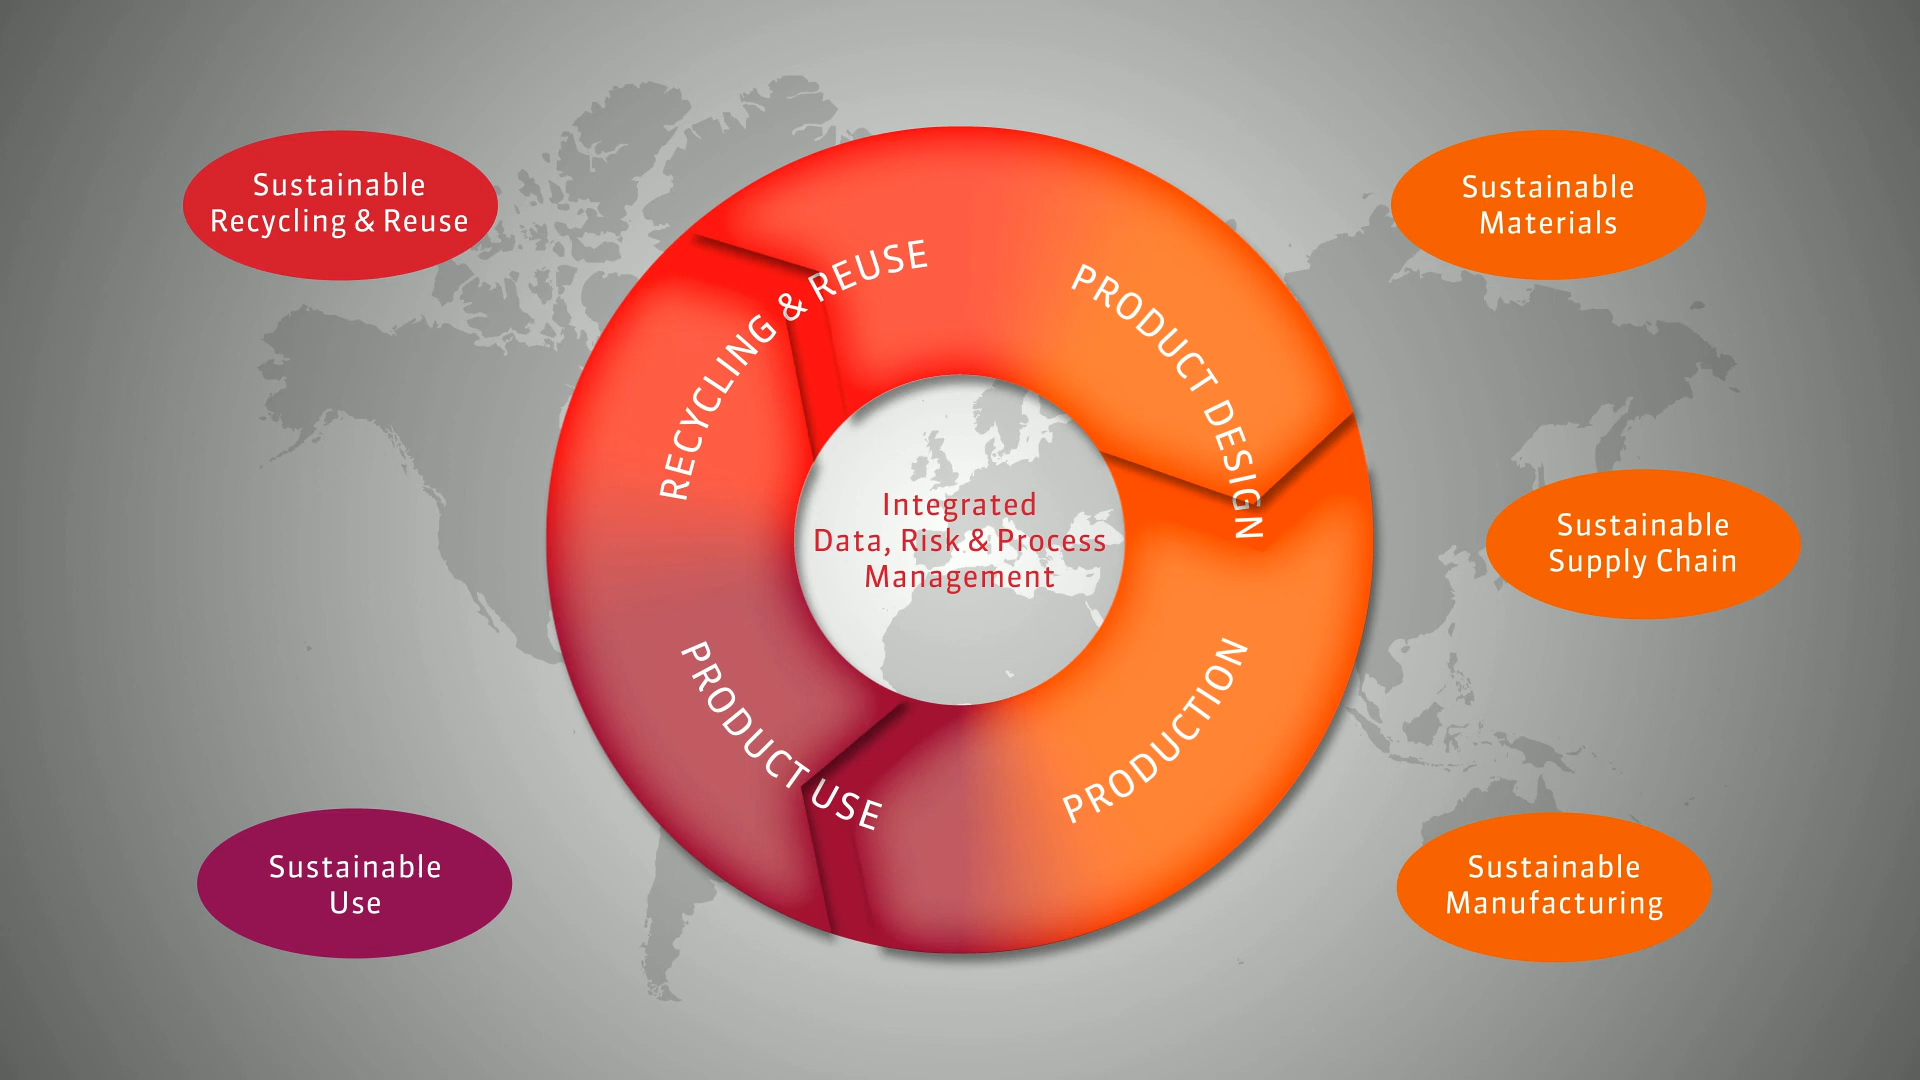 Sustainable
Recycling & Reuse
Sustainable
Materials
RECYCLING & REUSE
PRODUCT DESIGN
Integrated
Data, Risk & Process
Management
Sustainable
Supply Chain
PRODUCT USE
PRODUCTION
Sustainable
Use
Sustainable
Manufacturing